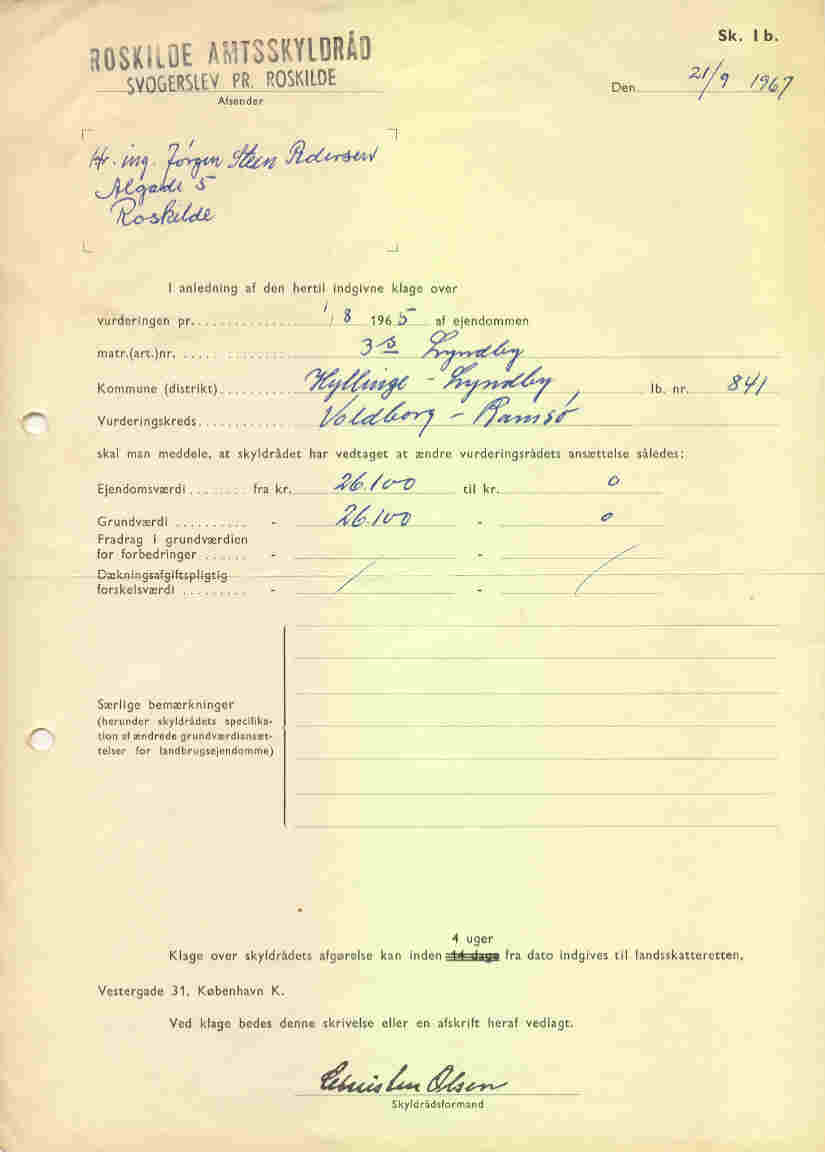 Sk. I b.
ROSKILDE AMTSSKYLDRÅD
SVOGERSLEV PR. ROSKILDE
Afsender
Den 21/9 1967
Hr. ing. Jörgen Steen Pedersen
Algade 5
Roskilde
I anledning af den hertil indgivne klage over
vurderingen pr. 1/8 1965 af ejendommen
matr.(art.)nr. 3 s Lyndby
Kommune (distrikt) Hyllinge - Lyndby lb. nr. 841
Vurderingskreds Voldborg - Ramsø
skal man meddele, at skyldrådet har vedtaget at ændre vurderingsrådets ansættelse således:
Ejendomsværdi fra kr. 26.100 til kr. 0
Grundværdi - 26.100 - 0
Fradrag i grundværdien
for forbedringer - -
Dækningsafgiftspligtig
forskelsværdi - / - /
Særlige bemærkninger
(herunder skyldrådets specifika-
tion af ændrede grundværdiansæt-
telser for landbrugsejendomme)
4 uger
Klage over skyldrådets afgørelse kan inden 14 dage fra dato indgives til landsskatteretten,
Vestergade 31, København K.
Ved klage bedes denne skrivelse eller en afskrift heraf vedlagt.
Christen Olsen
Skyldrådsformand